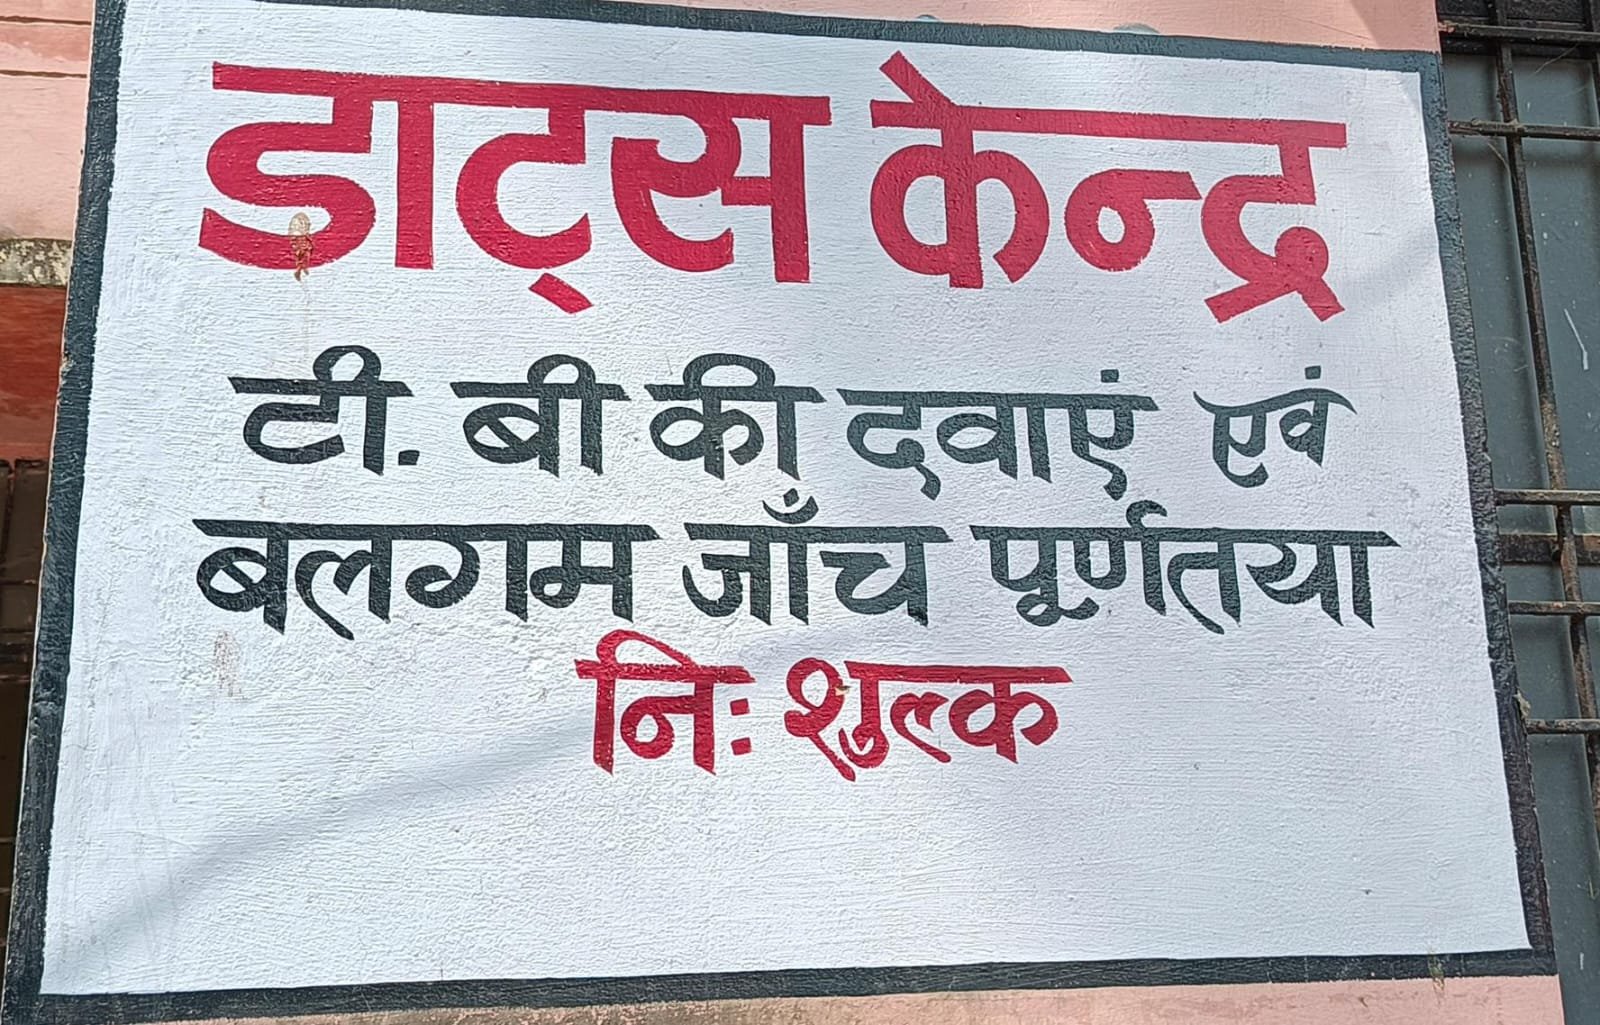 डाट्स केन्द्र
टी. बी की दवाएं एवं
बलगम जाँच पूर्णतया
निः शुल्क